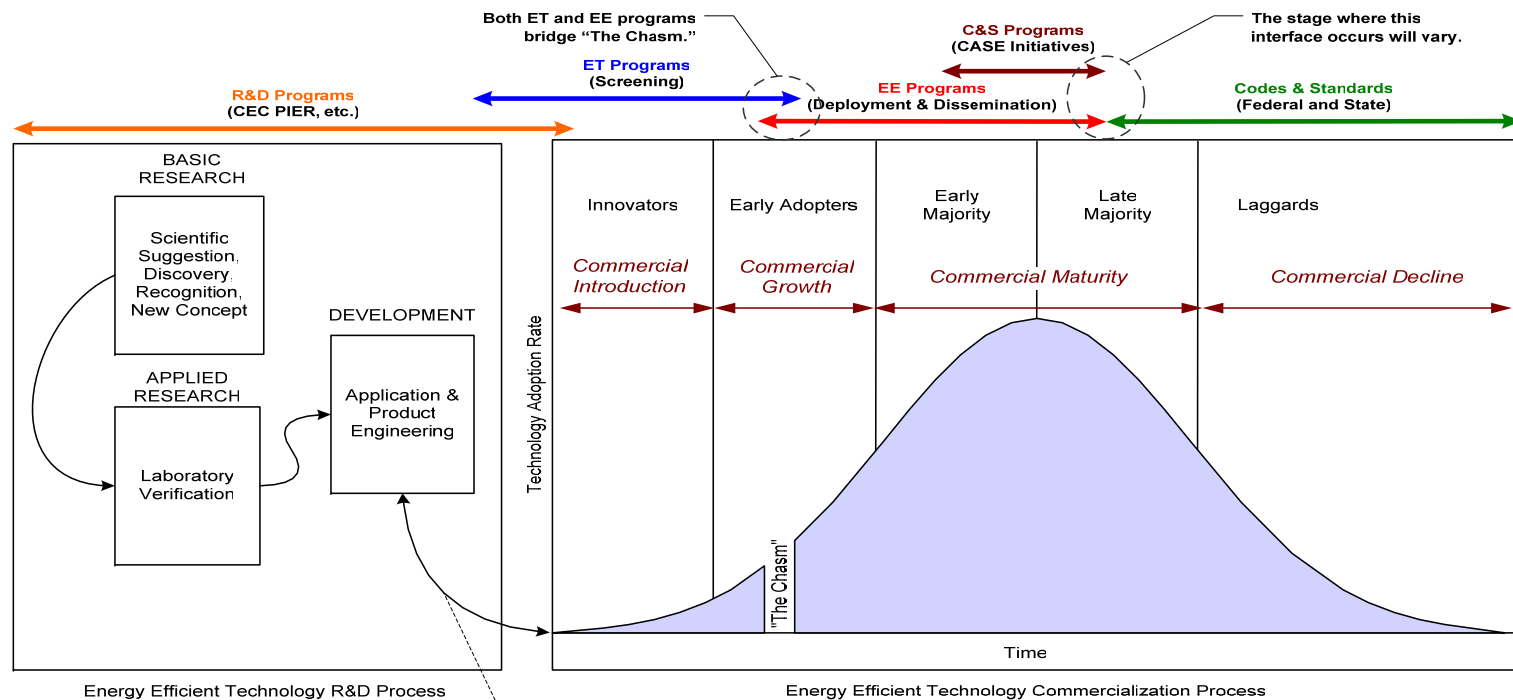 Both ET and EE programs
bridge “The Chasm.”
C&S Programs
(CASE Initiatives)
The stage where this
interface occurs will vary.
ET Programs
(Screening)
R&D Programs
(CEC PIER, etc.)
EE Programs
(Deployment & Dissemination)
Codes & Standards
(Federal and State)
BASIC
RESEARCH
Scientific
Suggestion,
Discovery,
Recognition,
New Concept
APPLIED
RESEARCH
Laboratory
Verification
DEVELOPMENT
Application &
Product
Engineering
Energy Efficient Technology R&D Process
Technology Adoption Rate
Innovators
Early Adopters
Early
Majority
Late
Majority
Laggards
Commercial
Introduction
Commercial
Growth
Commercial Maturity
Commercial Decline
"The Chasm"
Time
Energy Efficient Technology Commercialization Process